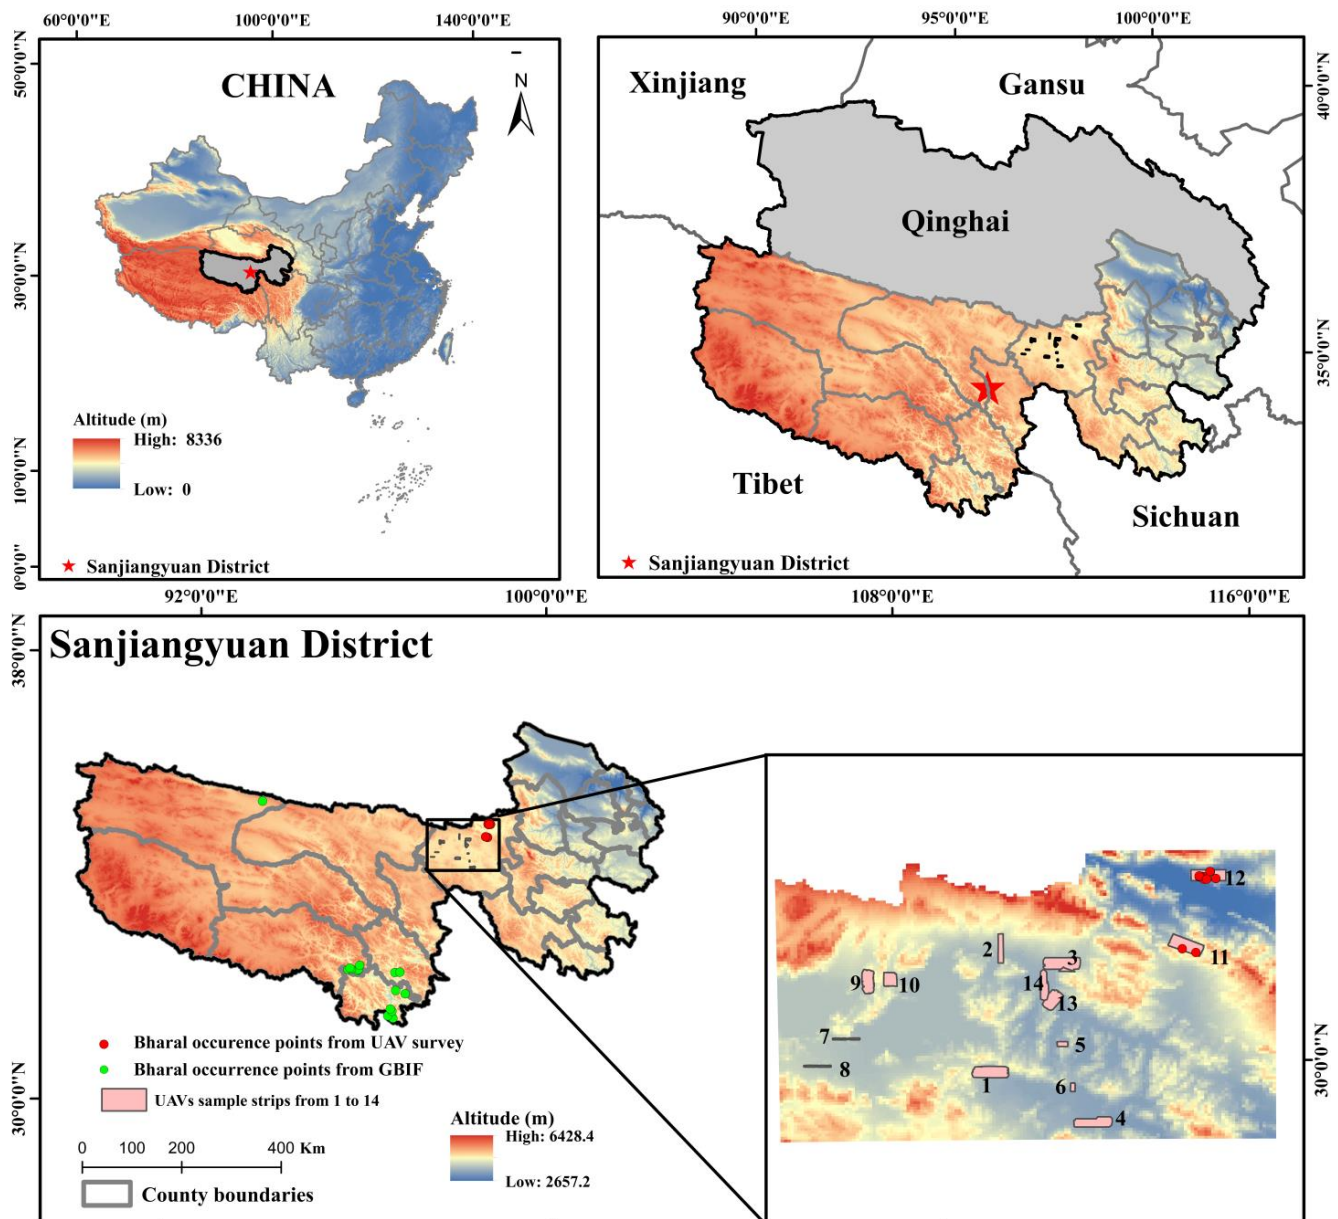 60°0'0"E 100°0'0"E 140°0'0"E
50°0'0"N
30°0'0"N
10°0'0"N
0°0'0"
CHINA
N
Altitude (m)
High: 8336
Low: 0
Sanjiangyuan District
90°0'0"E 95°0'0"E 100°0'0"E
40°0'0"N
35°0'0"N
Xinjiang
Gansu
Qinghai
Tibet
Sichuan
Sanjiangyuan District
92°0'0"E 100°0'0"E 108°0'0"E 116°0'0"E
38°0'0"N
30°0'0"N
30°0'0"N
Sanjiangyuan District
12
2
3
11
9
10
14
13
7
5
8
1
6
4
Bharal occurence points from UAV survey
Bharal occurrence points from GBIF
UAVs sample strips from 1 to 14
0 200 400 Km
County boundaries
Altitude (m)
High: 6428.4
Low: 2657.2